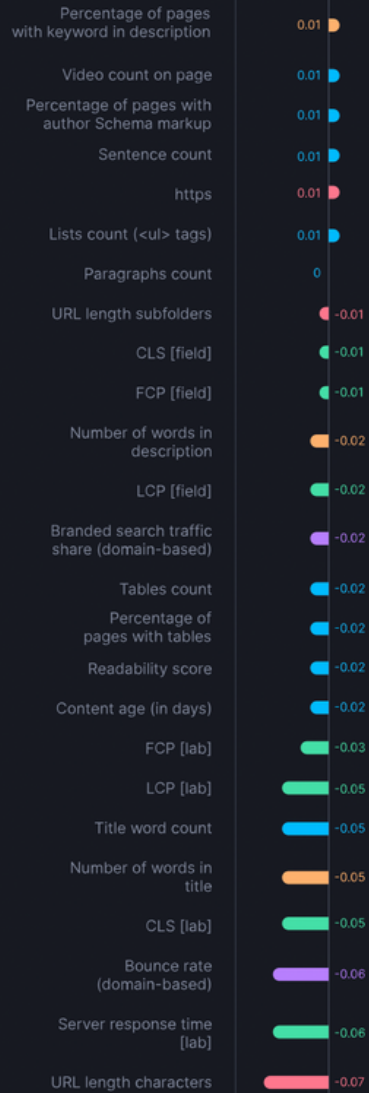 Percentage of pages
with keyword in description
0.01
Video count on page
0.01
Percentage of pages with
author Schema markup
0.01
Sentence count
0.01
https
0.01
Lists count (<ul> tags)
0.01
Paragraphs count
0
URL length subfolders
-0.01
CLS [field]
-0.01
FCP [field]
-0.01
Number of words in
description
-0.02
LCP [field]
-0.02
Branded search traffic
share (domain-based)
-0.02
Tables count
-0.02
Percentage of
pages with tables
-0.02
Readability score
-0.02
Content age (in days)
-0.02
FCP [lab]
-0.03
LCP [lab]
-0.05
Title word count
-0.05
Number of words in
title
-0.05
CLS [lab]
-0.05
Bounce rate
(domain-based)
-0.06
Server response time
[lab]
-0.06
URL length characters
-0.07